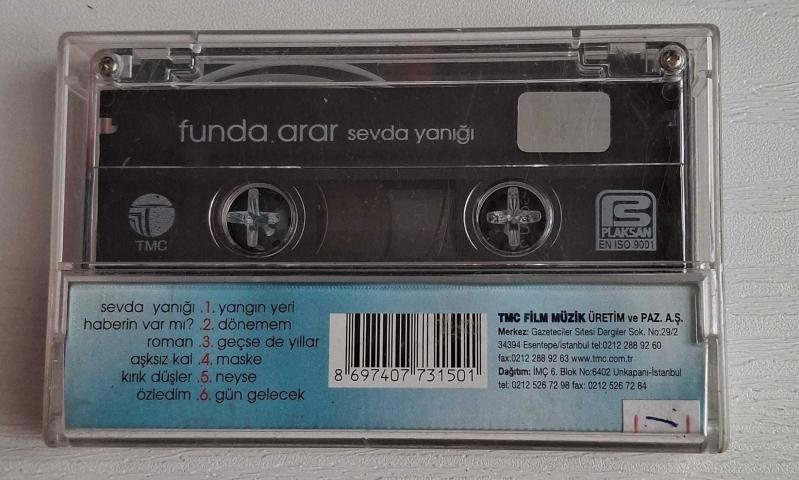 funda arar sevda yanığı
TMC
PLAKSAN
EN ISO 9001
sevda yanığı .1. yangın yeri
haberin var mı? .2. dönemem
roman .3. geçse de yıllar
aşksız kal .4. maske
kırık düşler .5. neyse
özledim .6. gün gelecek
8 697407 731501
TMC FİLM MÜZİK ÜRETİM ve PAZ. A.Ş.
Merkez: Gazeteciler Sitesi Dergiler Sok. No:29/2
34394 Esentepe/İstanbul tel:0212 288 92 60
fax:0212 288 92 63 www.tmc.com.tr
Dağıtım: İMÇ 6. Blok No:6402 Unkapanı-İstanbul
tel: 0212 526 72 98 fax: 0212 526 72 84